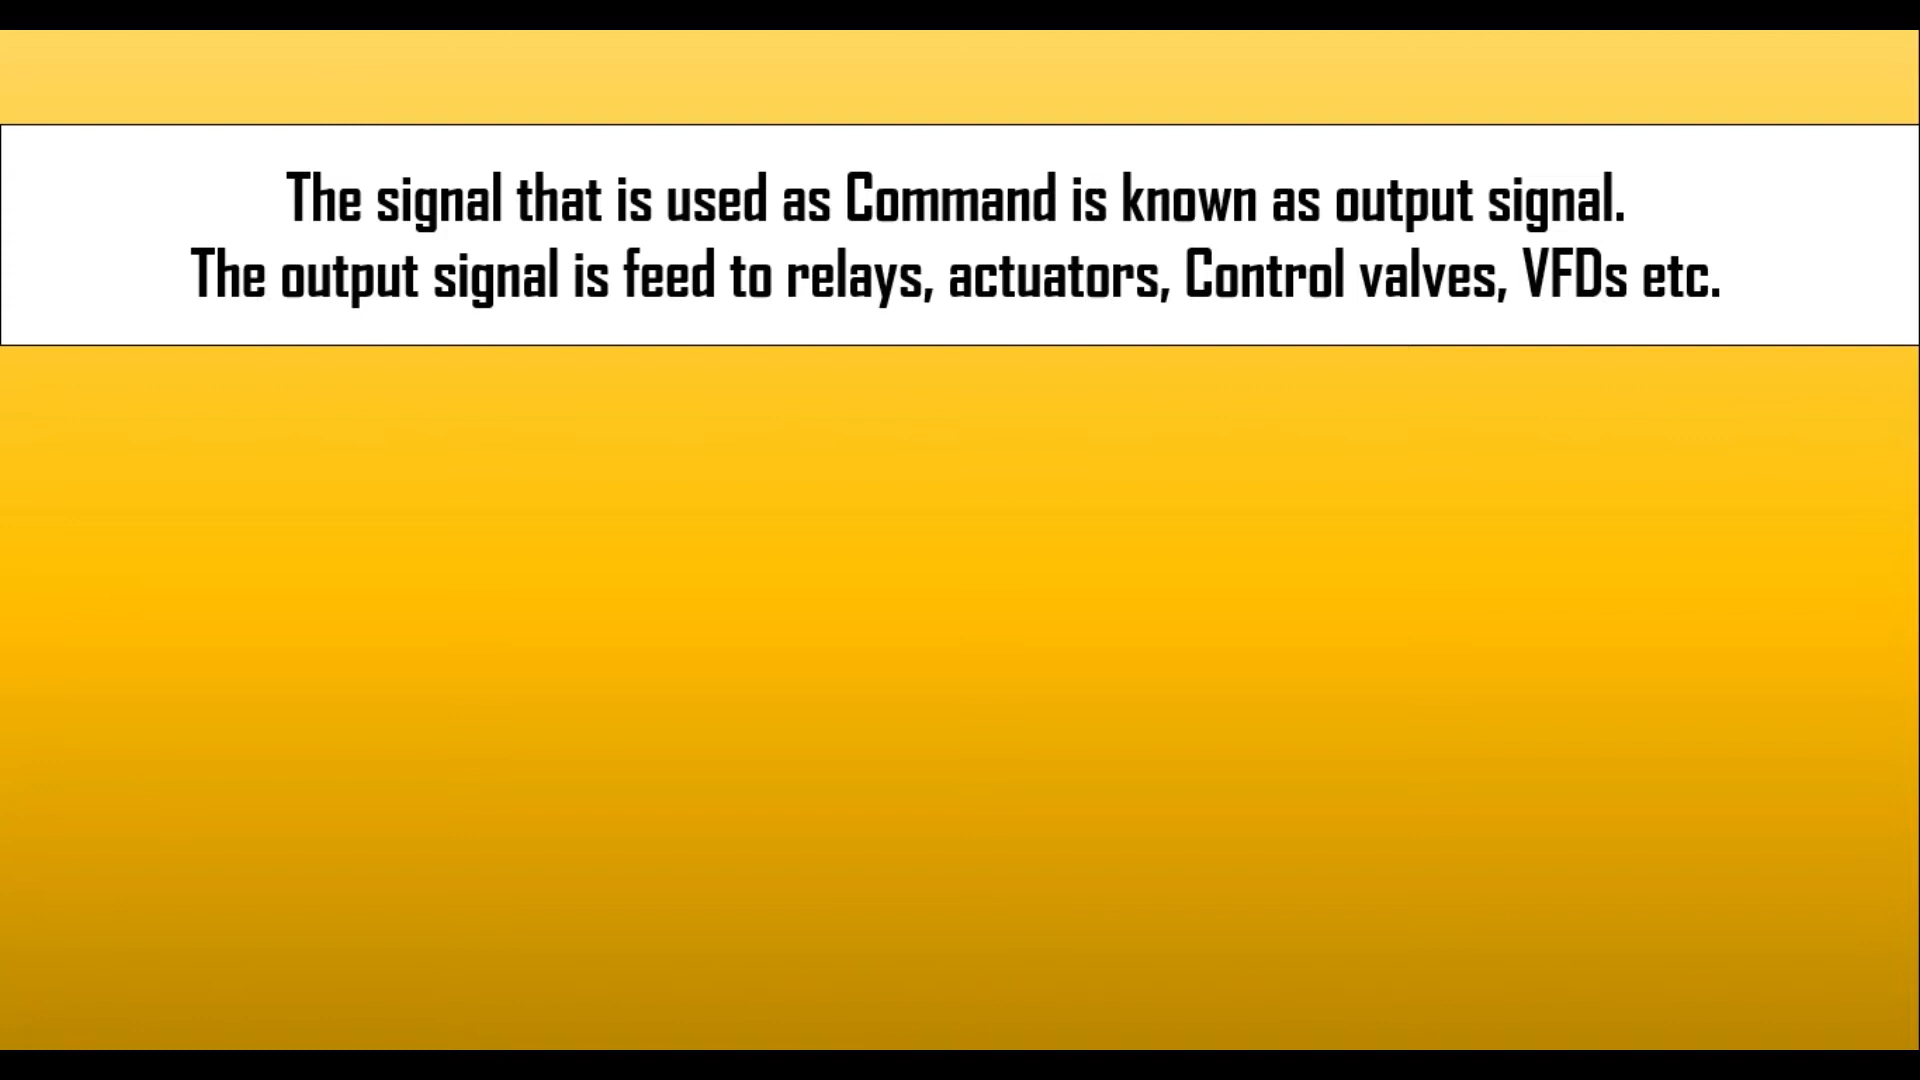 The signal that is used as Command is known as output signal.
The output signal is feed to relays, actuators, Control valves, VFDs etc.